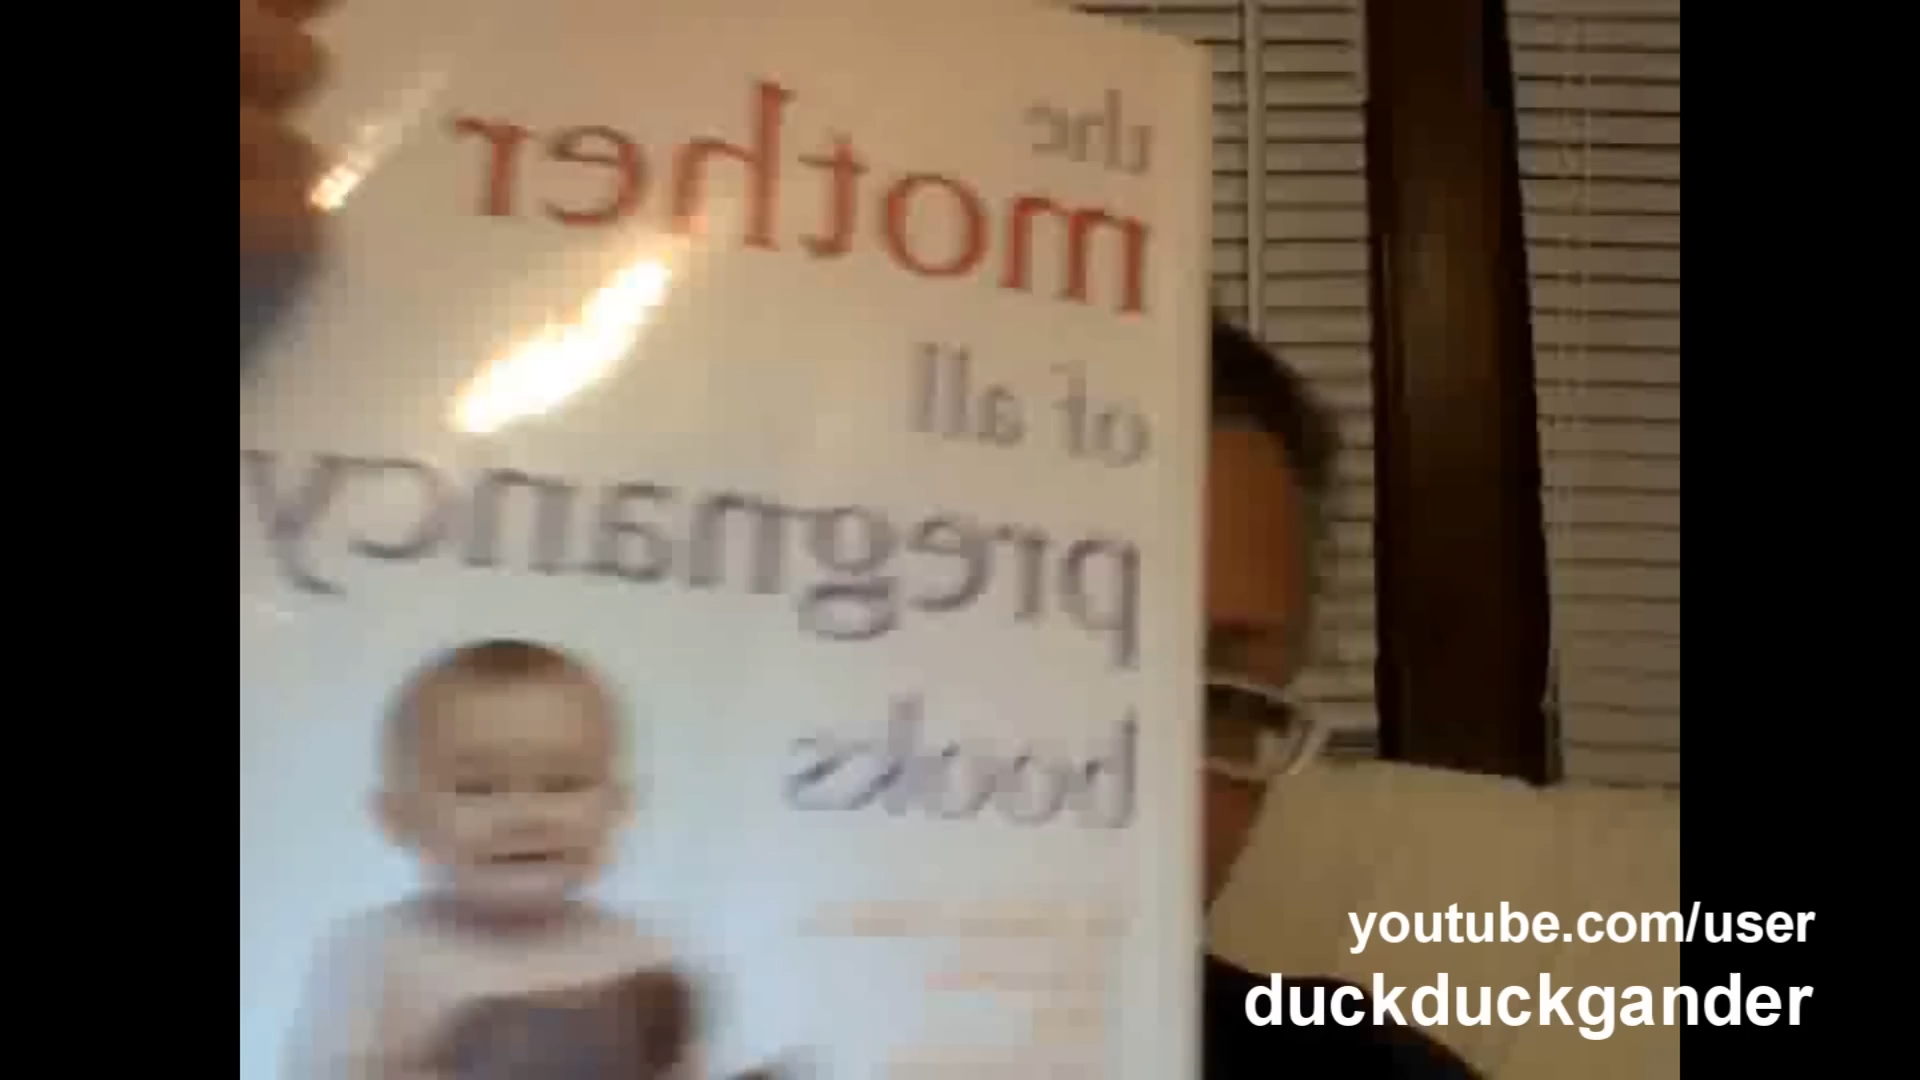 the
mother
of all
pregnancy
books
youtube.com/user
duckduckgander